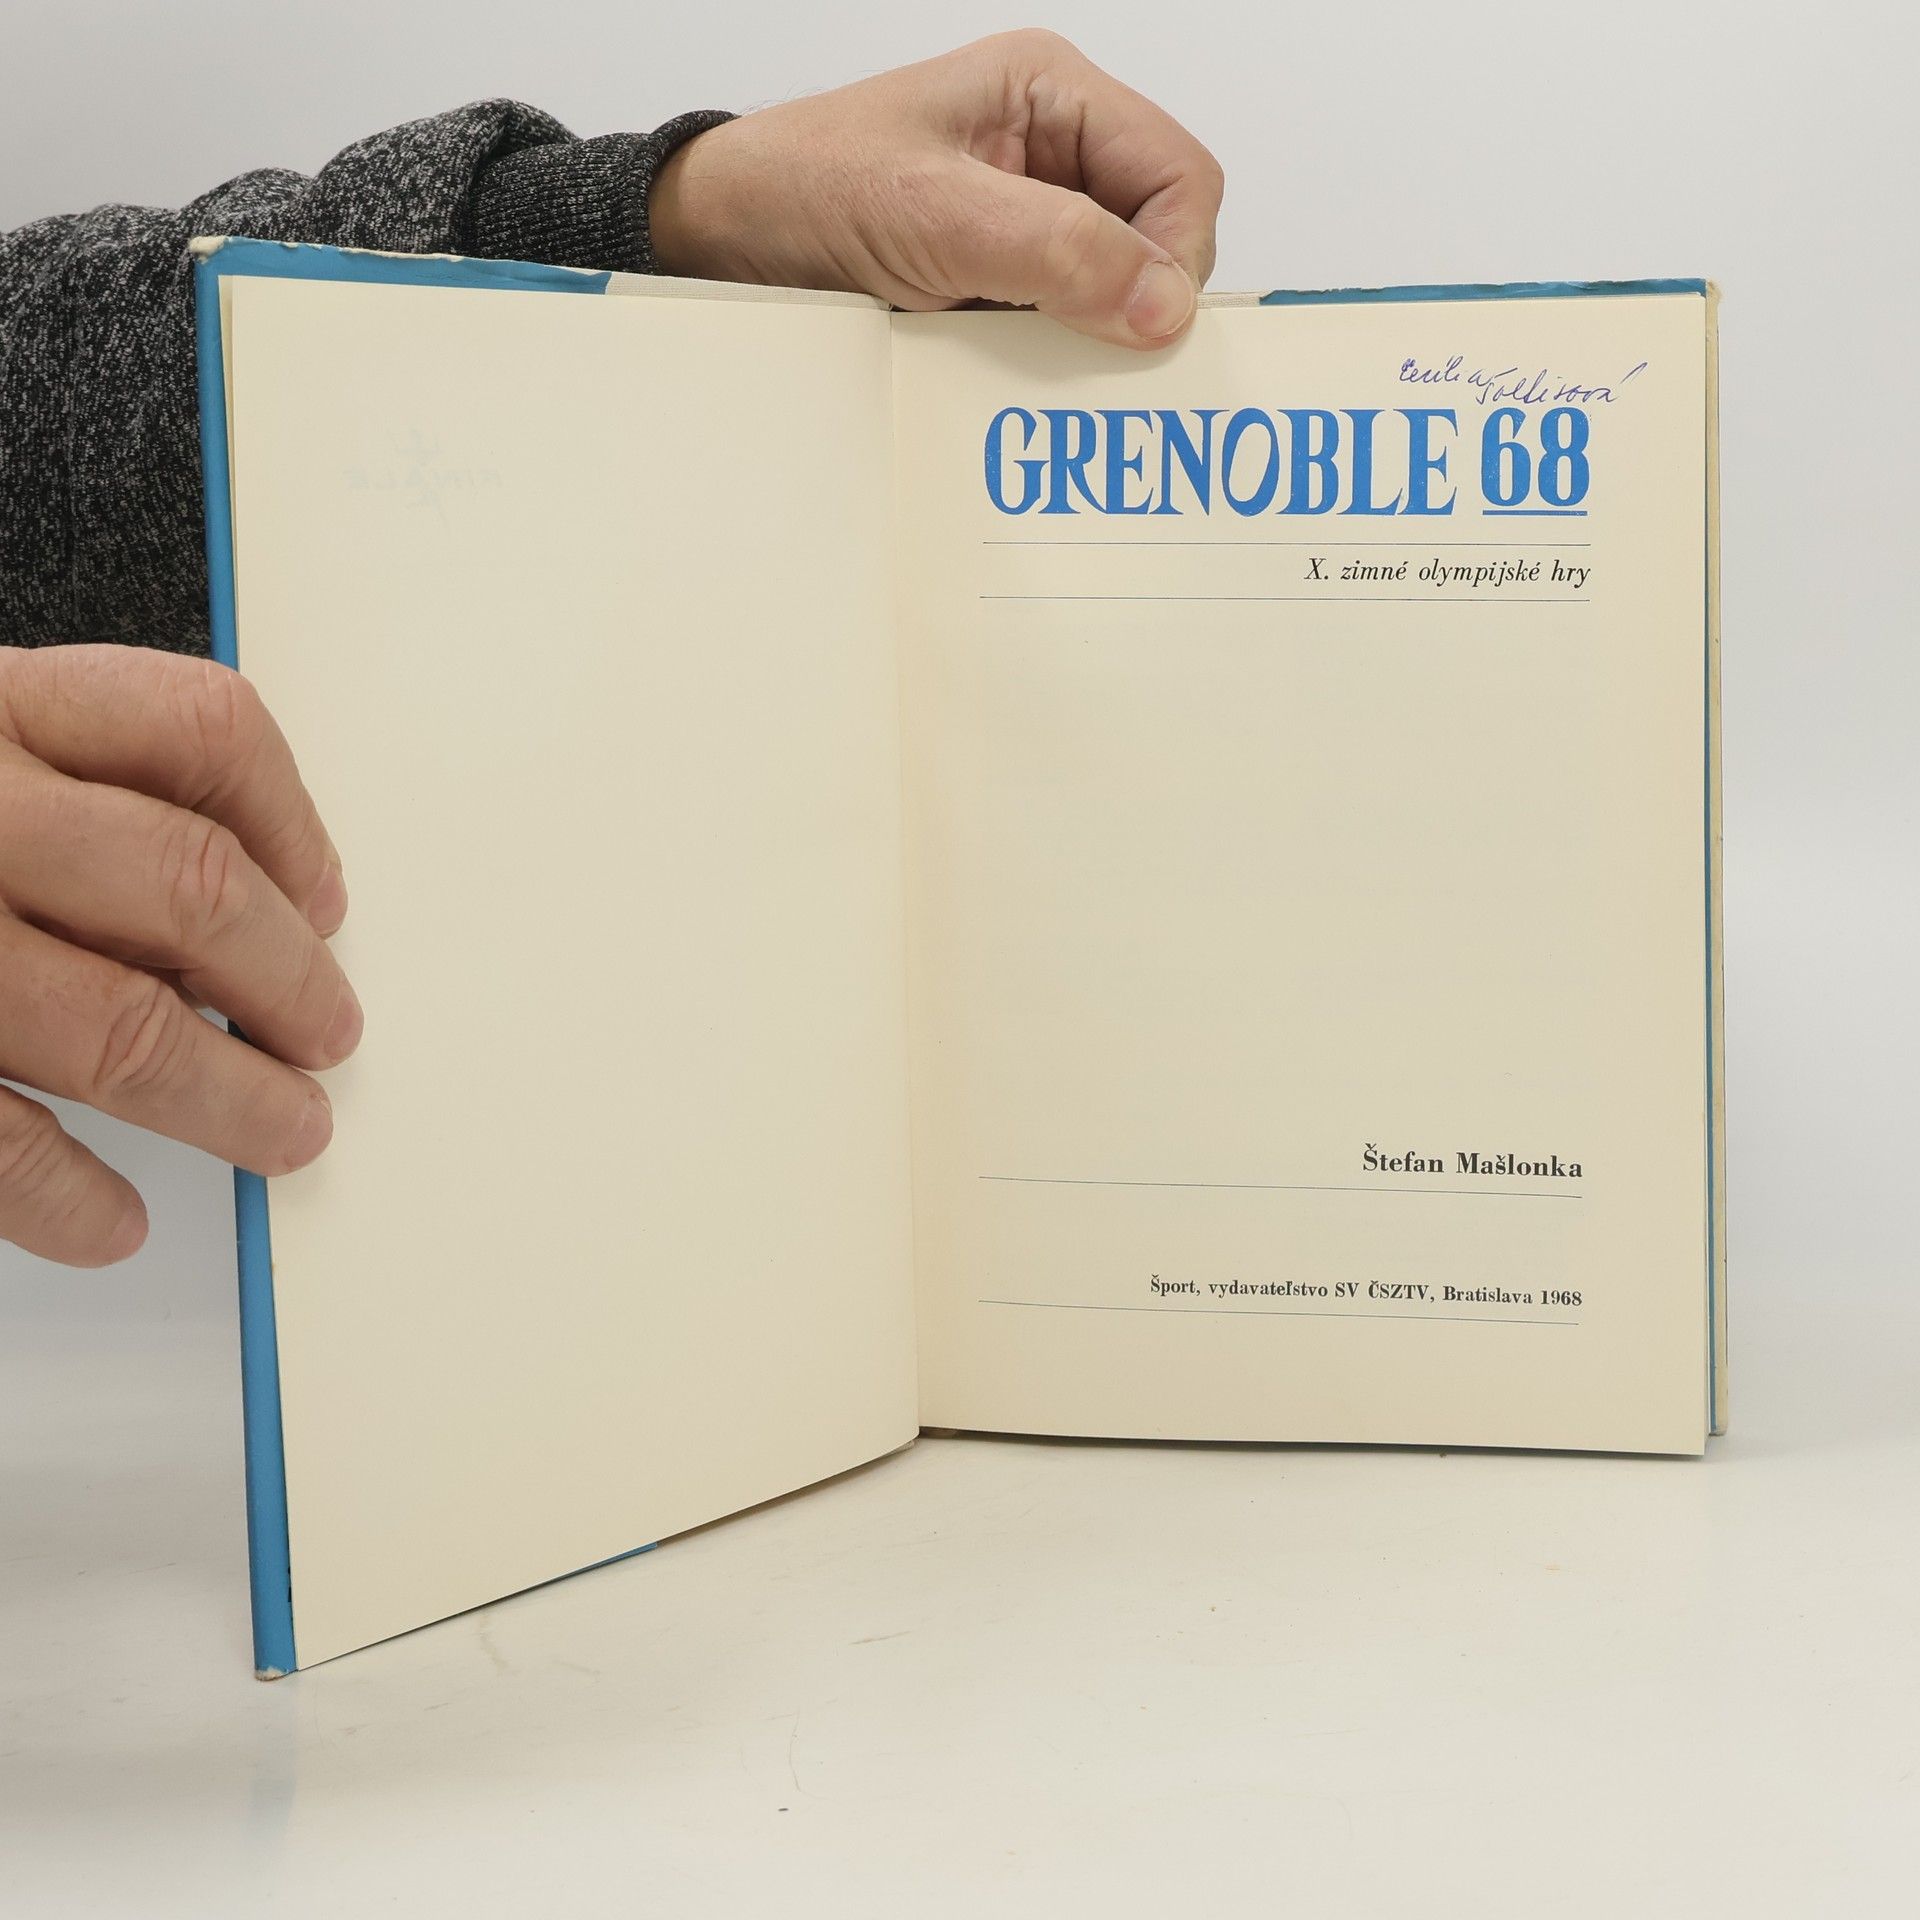 GRENOBLE 68
X. zimné olympijské hry
Štefan Mašlonka
Šport, vydavateľstvo SV ČSZTV, Bratislava 1968